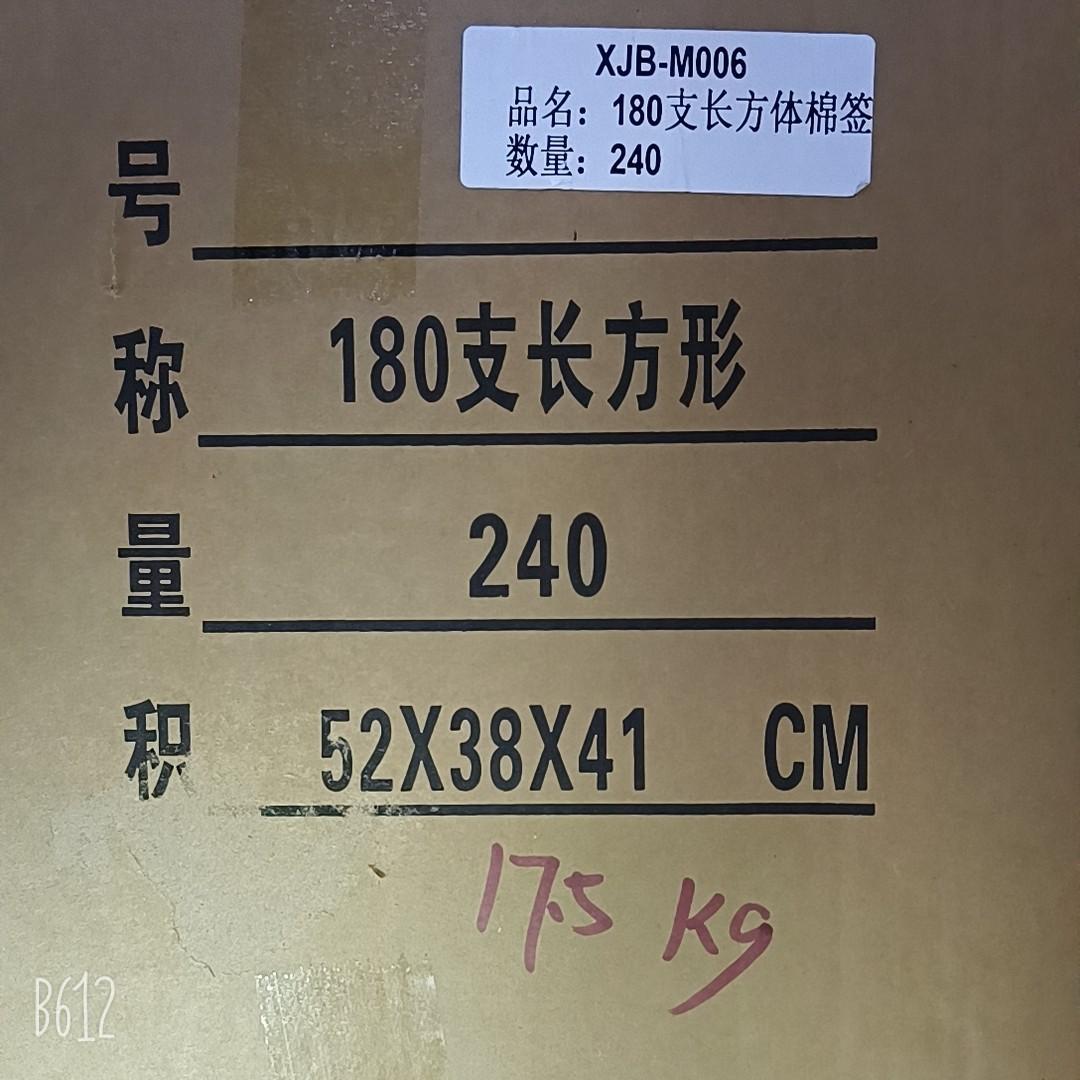 XJB-M006
品名：180支长方体棉签
数量：240
号
称 180支长方形
量 240
积 52X38X41 CM
17.5 Kg
B612